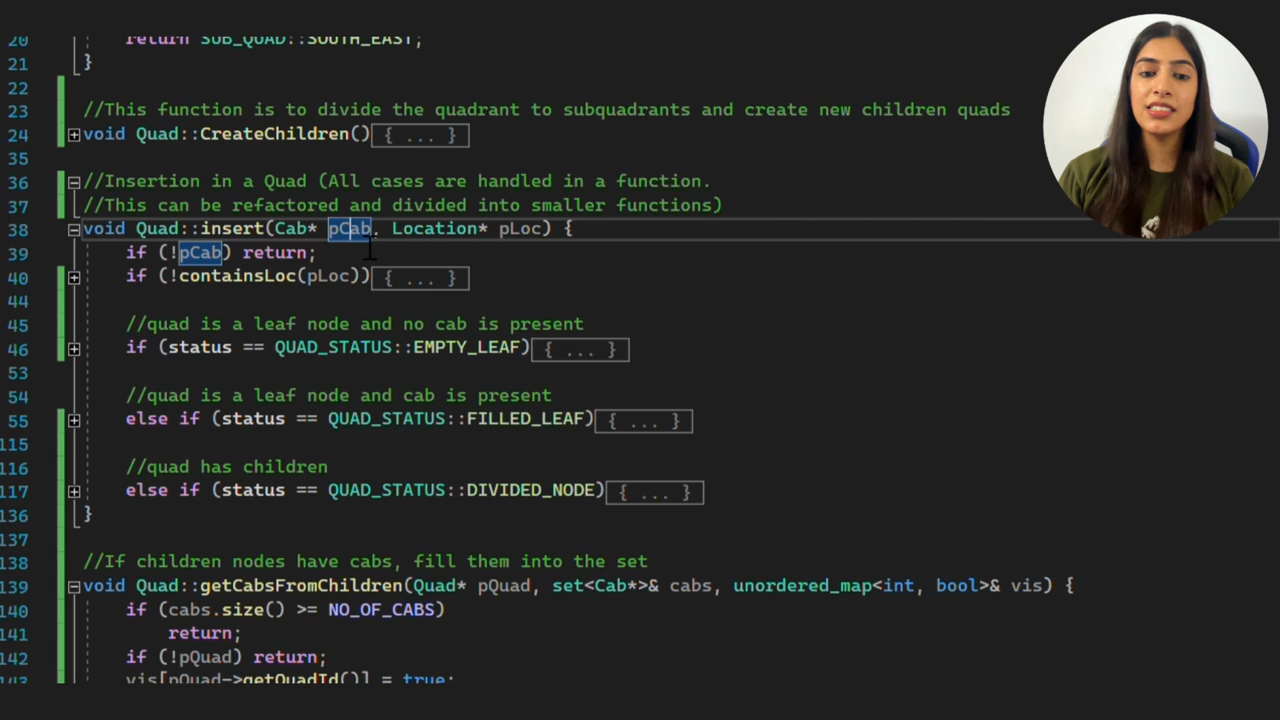 20 return SUB_QUAD::SOUTH_EAST;
21 }
22
23 //This function is to divide the quadrant to subquadrants and create new children quads
24 void Quad::CreateChildren() { ... }
35
36 //Insertion in a Quad (All cases are handled in a function.
37 //This can be refactored and divided into smaller functions)
38 void Quad::insert(Cab* pCab, Location* pLoc) {
39 if (!pCab) return;
40 if (!containsLoc(pLoc)) { ... }
44
45 //quad is a leaf node and no cab is present
46 if (status == QUAD_STATUS::EMPTY_LEAF) { ... }
53
54 //quad is a leaf node and cab is present
55 else if (status == QUAD_STATUS::FILLED_LEAF) { ... }
115
116 //quad has children
117 else if (status == QUAD_STATUS::DIVIDED_NODE) { ... }
136 }
137
138 //If children nodes have cabs, fill them into the set
139 void Quad::getCabsFromChildren(Quad* pQuad, set<Cab*>& cabs, unordered_map<int, bool>& vis) {
140 if (cabs.size() >= NO_OF_CABS)
141 return;
142 if (!pQuad) return;
143 vis[pQuad->getQuadId()] = true;